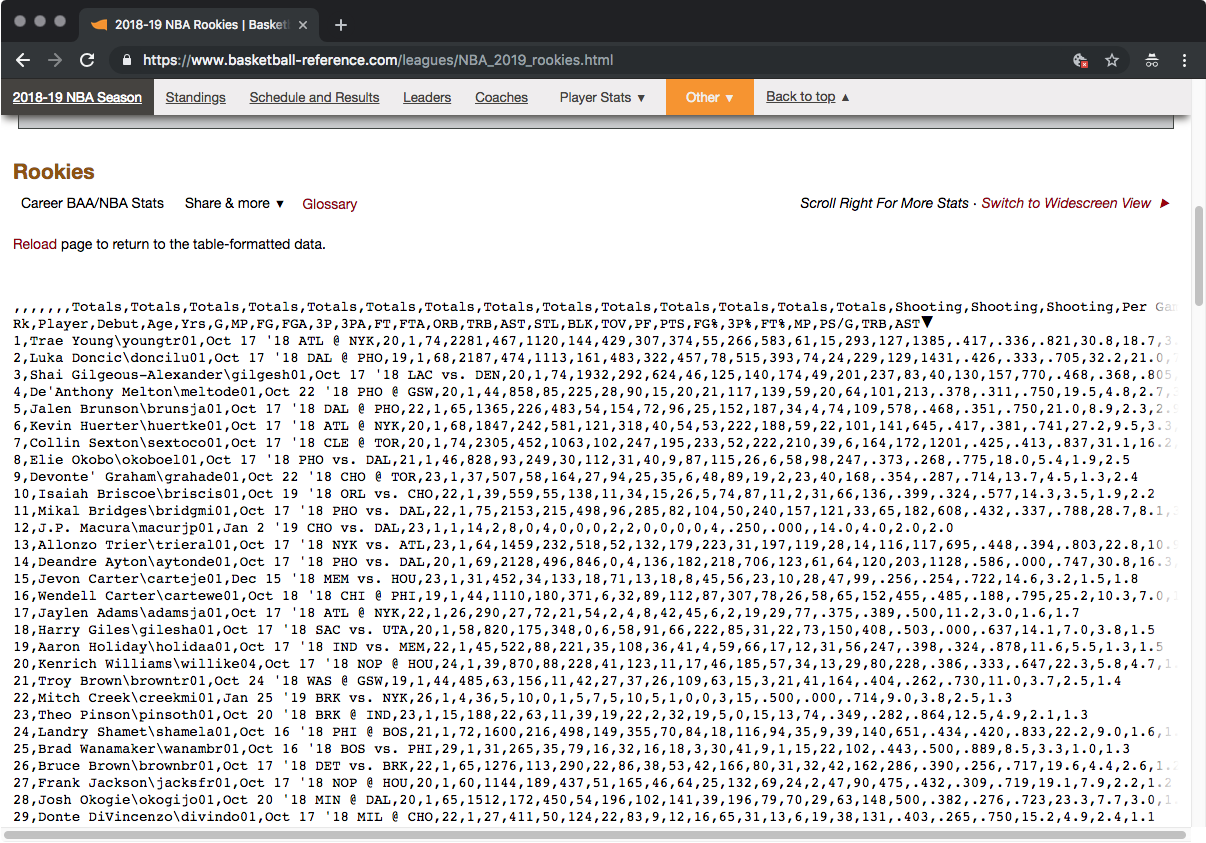 2018-19 NBA Rookies | Basket
https://www.basketball-reference.com/leagues/NBA_2019_rookies.html
2018-19 NBA Season Standings Schedule and Results Leaders Coaches Player Stats ▼ Other ▼ Back to top ▲
Rookies
Career BAA/NBA Stats Share & more ▼ Glossary Scroll Right For More Stats · Switch to Widescreen View ►
Reload page to return to the table-formatted data.
,,,,,,,Totals,Totals,Totals,Totals,Totals,Totals,Totals,Totals,Totals,Totals,Totals,Totals,Totals,Totals,Shooting,Shooting,Shooting,Per Gam
Rk,Player,Debut,Age,Yrs,G,MP,FG,FGA,3P,3PA,FT,FTA,ORB,TRB,AST,STL,BLK,TOV,PF,PTS,FG%,3P%,FT%,MP,PS/G,TRB,AST▼
1,Trae Young\youngtr01,Oct 17 '18 ATL @ NYK,20,1,74,2281,467,1120,144,429,307,374,55,266,583,61,15,293,127,1385,.417,.336,.821,30.8,18.7,3.
2,Luka Doncic\doncilu01,Oct 17 '18 DAL @ PHO,19,1,68,2187,474,1113,161,483,322,457,78,515,393,74,24,229,129,1431,.426,.333,.705,32.2,21.0,
3,Shai Gilgeous-Alexander\gilgesh01,Oct 17 '18 LAC vs. DEN,20,1,74,1932,292,624,46,125,140,174,49,201,237,83,40,130,157,770,.468,.368,.805,
4,De'Anthony Melton\meltode01,Oct 22 '18 PHO @ GSW,20,1,44,858,85,225,28,90,15,20,21,117,139,59,20,64,101,213,.378,.311,.750,19.5,4.8,2.7,
5,Jalen Brunson\brunsja01,Oct 17 '18 DAL @ PHO,22,1,65,1365,226,483,54,154,72,96,25,152,187,34,4,74,109,578,.468,.351,.750,21.0,8.9,2.3,2.
6,Kevin Huerter\huertke01,Oct 17 '18 ATL @ NYK,20,1,68,1847,242,581,121,318,40,54,53,222,188,59,22,101,141,645,.417,.381,.741,27.2,9.5,3.3,
7,Collin Sexton\sextoco01,Oct 17 '18 CLE @ TOR,20,1,74,2305,452,1063,102,247,195,233,52,222,210,39,6,164,172,1201,.425,.413,.837,31.1,16.2,
8,Elie Okobo\okoboel01,Oct 17 '18 PHO vs. DAL,21,1,46,828,93,249,30,112,31,40,9,87,115,26,6,58,98,247,.373,.268,.775,18.0,5.4,1.9,2.5
9,Devonte' Graham\grahade01,Oct 22 '18 CHO @ TOR,23,1,37,507,58,164,27,94,25,35,6,48,89,19,2,23,40,168,.354,.287,.714,13.7,4.5,1.3,2.4
10,Isaiah Briscoe\briscis01,Oct 19 '18 ORL vs. CHO,22,1,39,559,55,138,11,34,15,26,5,74,87,11,2,31,66,136,.399,.324,.577,14.3,3.5,1.9,2.2
11,Mikal Bridges\bridgmi01,Oct 17 '18 PHO vs. DAL,22,1,75,2153,215,498,96,285,82,104,50,240,157,121,33,65,182,608,.432,.337,.788,28.7,8.1,
12,J.P. Macura\macurjp01,Jan 2 '19 CHO vs. DAL,23,1,1,14,2,8,0,4,0,0,0,2,2,0,0,0,0,4,.250,.000,,14.0,4.0,2.0,2.0
13,Allonzo Trier\trieral01,Oct 17 '18 NYK vs. ATL,23,1,64,1459,232,518,52,132,179,223,31,197,119,28,14,116,117,695,.448,.394,.803,22.8,10.
14,Deandre Ayton\aytonde01,Oct 17 '18 PHO vs. DAL,20,1,69,2128,496,846,0,4,136,182,218,706,123,61,64,120,203,1128,.586,.000,.747,30.8,16.3,
15,Jevon Carter\carteje01,Dec 15 '18 MEM vs. HOU,23,1,31,452,34,133,18,71,13,18,8,45,56,23,10,28,47,99,.256,.254,.722,14.6,3.2,1.5,1.8
16,Wendell Carter\cartewe01,Oct 18 '18 CHI @ PHI,19,1,44,1110,180,371,6,32,89,112,87,307,78,26,58,65,152,455,.485,.188,.795,25.2,10.3,7.0,
17,Jaylen Adams\adamsja01,Oct 17 '18 ATL @ NYK,22,1,26,290,27,72,21,54,2,4,8,42,45,6,2,19,29,77,.375,.389,.500,11.2,3.0,1.6,1.7
18,Harry Giles\gilesha01,Oct 17 '18 SAC vs. UTA,20,1,58,820,175,348,0,6,58,91,66,222,85,31,22,73,150,408,.503,.000,.637,14.1,7.0,3.8,1.5
19,Aaron Holiday\holidaa01,Oct 17 '18 IND vs. MEM,22,1,45,522,88,221,35,108,36,41,4,59,66,17,12,31,56,247,.398,.324,.878,11.6,5.5,1.3,1.5
20,Kenrich Williams\willike04,Oct 17 '18 NOP @ HOU,24,1,39,870,88,228,41,123,11,17,46,185,57,34,13,29,80,228,.386,.333,.647,22.3,5.8,4.7,1.
21,Troy Brown\browntr01,Oct 24 '18 WAS @ GSW,19,1,44,485,63,156,11,42,27,37,26,109,63,15,3,21,41,164,.404,.262,.730,11.0,3.7,2.5,1.4
22,Mitch Creek\creekmi01,Jan 25 '19 BRK vs. NYK,26,1,4,36,5,10,0,1,5,7,5,10,5,1,0,0,3,15,.500,.000,.714,9.0,3.8,2.5,1.3
23,Theo Pinson\pinsoth01,Oct 20 '18 BRK @ IND,23,1,15,188,22,63,11,39,19,22,2,32,19,5,0,15,13,74,.349,.282,.864,12.5,4.9,2.1,1.3
24,Landry Shamet\shamela01,Oct 16 '18 PHI @ BOS,21,1,72,1600,216,498,149,355,70,84,18,116,94,35,9,39,140,651,.434,.420,.833,22.2,9.0,1.6,1.
25,Brad Wanamaker\wanambr01,Oct 16 '18 BOS vs. PHI,29,1,31,265,35,79,16,32,16,18,3,30,41,9,1,15,22,102,.443,.500,.889,8.5,3.3,1.0,1.3
26,Bruce Brown\brownbr01,Oct 17 '18 DET vs. BRK,22,1,65,1276,113,290,22,86,38,53,42,166,80,31,32,42,162,286,.390,.256,.717,19.6,4.4,2.6,1.2
27,Frank Jackson\jacksfr01,Oct 17 '18 NOP @ HOU,20,1,60,1144,189,437,51,165,46,64,25,132,69,24,2,47,90,475,.432,.309,.719,19.1,7.9,2.2,1.2
28,Josh Okogie\okogijo01,Oct 20 '18 MIN @ DAL,20,1,65,1512,172,450,54,196,102,141,39,196,79,70,29,63,148,500,.382,.276,.723,23.3,7.7,3.0,1.
29,Donte DiVincenzo\divindo01,Oct 17 '18 MIL @ CHO,22,1,27,411,50,124,22,83,9,12,16,65,31,13,6,19,38,131,.403,.265,.750,15.2,4.9,2.4,1.1